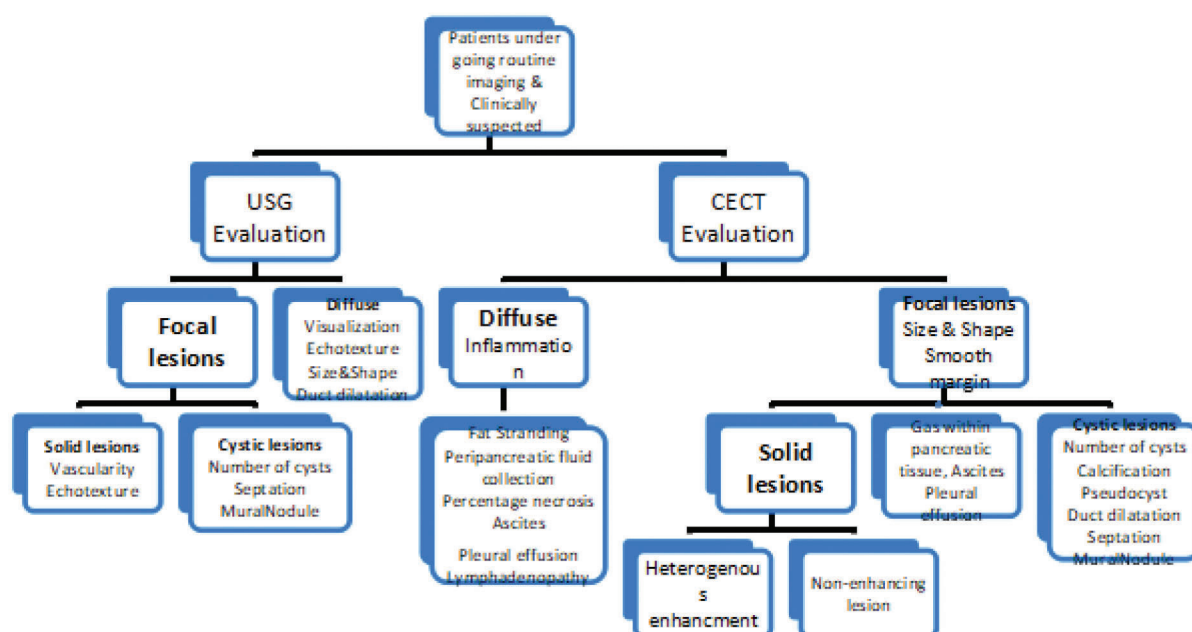 Patients under
going routine
imaging &
Clinically
suspected
USG
Evaluation
CECT
Evaluation
Focal
lesions
Diffuse
Visualization
Echotexture
Size&Shape
Duct dilatation
Diffuse
Inflammatio
n
Focal lesions
Size & Shape
Smooth
margin
Solid lesions
Vascularity
Echotexture
Cystic lesions
Number of cysts
Septation
MuralNodule
Fat Stranding
Peripancreatic fluid
collection
Percentage necrosis
Ascites
Pleural effusion
Lymphadenopathy
Solid
lesions
Gas within
pancreatic
tissue, Ascites
Pleural
effusion
Cystic lesions
Number of cysts
Calcification
Pseudocyst
Duct dilatation
Septation
MuralNodule
Heterogenou
s
enhancment
Non-enhancing
lesion